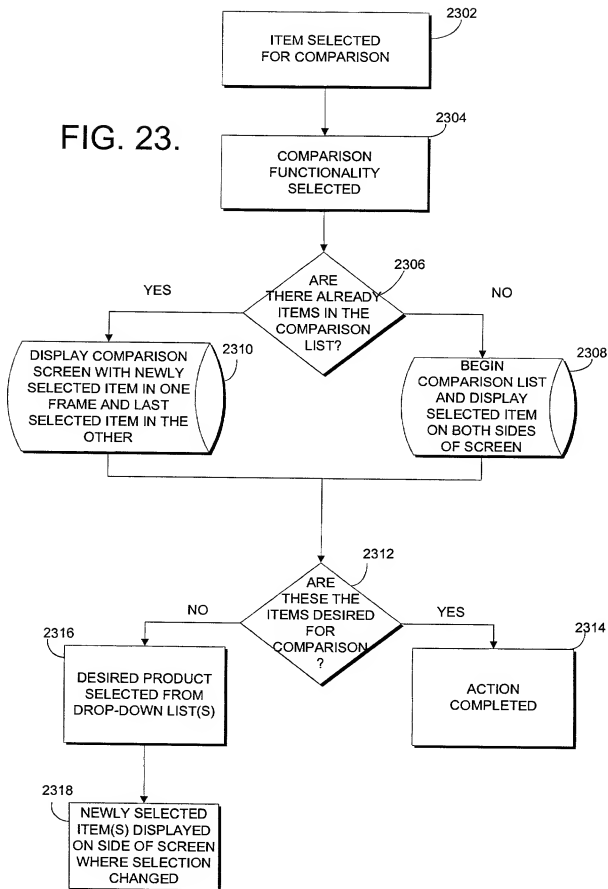 2302
ITEM SELECTED
FOR COMPARISON
FIG. 23.
2304
COMPARISON
FUNCTIONALITY
SELECTED
2306
ARE
THERE ALREADY
ITEMS IN THE
COMPARISON
LIST?
YES
NO
2310
DISPLAY COMPARISON
SCREEN WITH NEWLY
SELECTED ITEM IN ONE
FRAME AND LAST
SELECTED ITEM IN THE
OTHER
2308
BEGIN
COMPARISON LIST
AND DISPLAY
SELECTED ITEM
ON BOTH SIDES
OF SCREEN
2312
ARE
THESE THE
ITEMS DESIRED
FOR
COMPARISON
?
NO
YES
2316
DESIRED PRODUCT
SELECTED FROM
DROP-DOWN LIST(S)
2314
ACTION
COMPLETED
2318
NEWLY SELECTED
ITEM(S) DISPLAYED
ON SIDE OF SCREEN
WHERE SELECTION
CHANGED